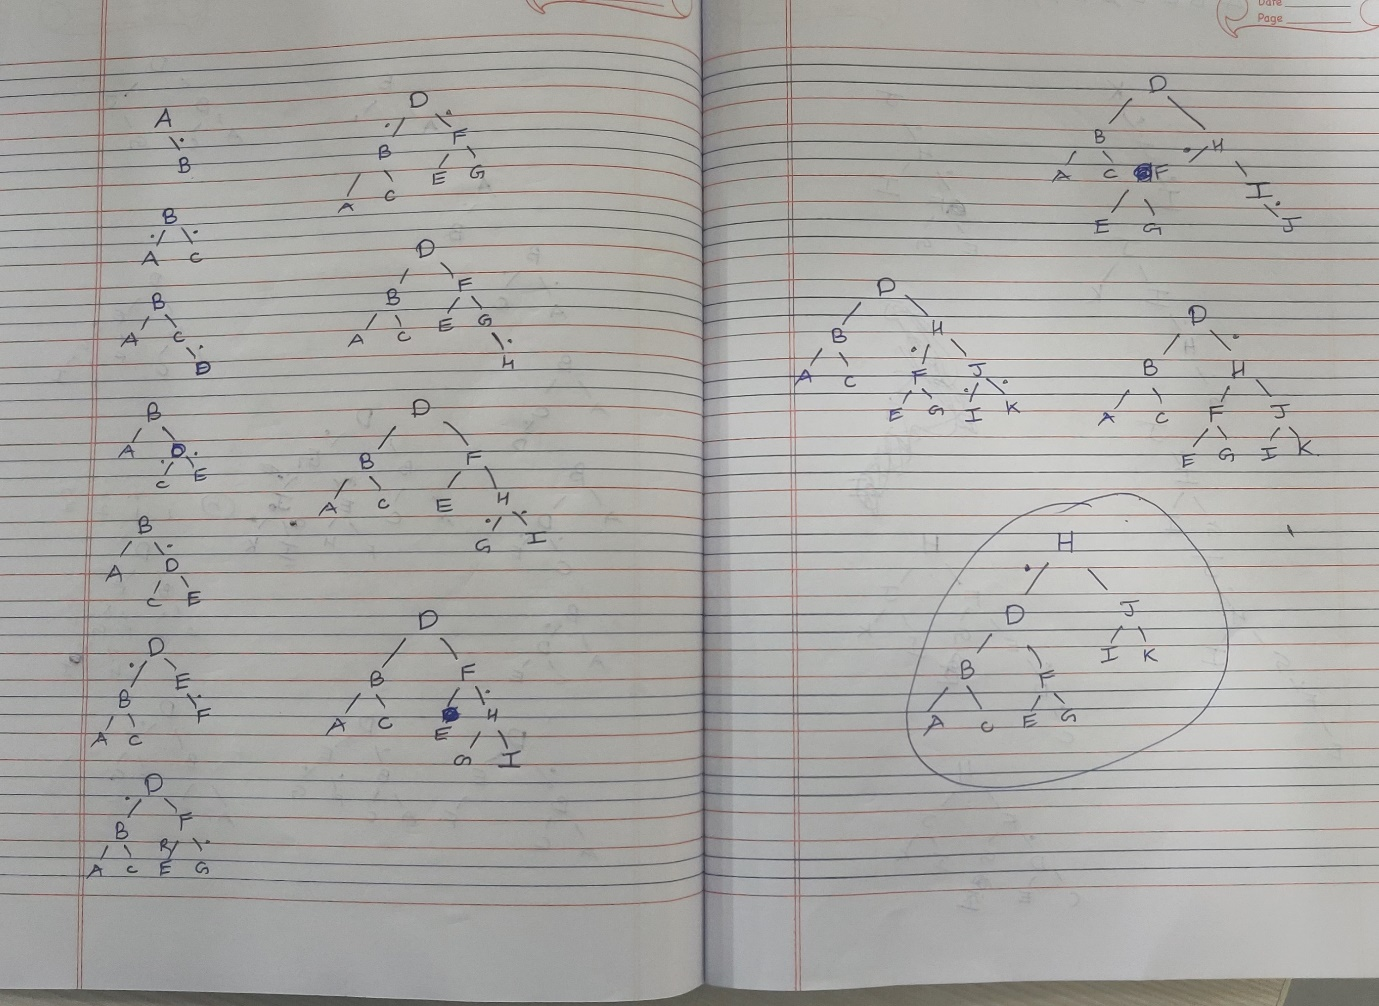 A
B
B
A C
B
A C
D
B
A D
C E
B
A D
C E
D
E
B F
A C
D
B F
A C E G
D
F
B
E G
A C
D
F
B
E G
A C
H
D
B F
A C E H
G I
D
B F
A C E H
G I
Date
Page
D
B H
A C F
I
E G J
D
B H
A C F J
E G I K
D
B H
A C F J
E G I K
H
D J
I K
B F
A C E G